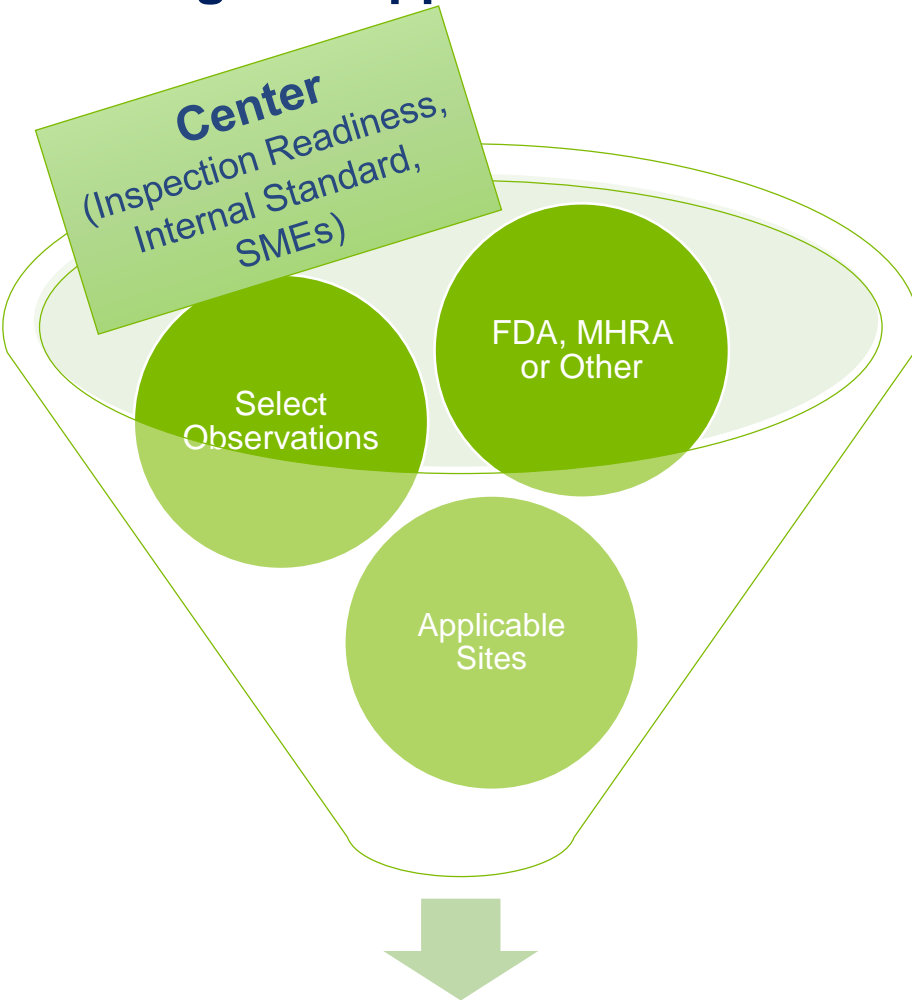 Center
(Inspection Readiness,
Internal Standard,
SMEs)
FDA, MHRA
or Other
Select
Observations
Applicable
Sites